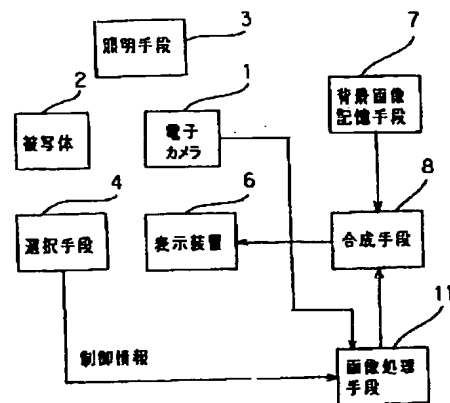 3
照明手段
2
被写体
1
電子
カメラ
7
背景画像
記憶手段
4
選択手段
6
表示装置
8
合成手段
11
画像処理
手段
制御情報